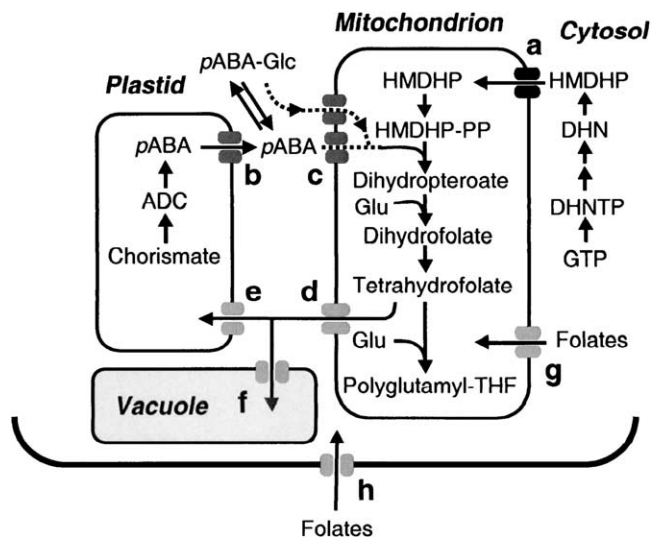 Mitochondrion
a
Cytosol
pABA-Glc
Plastid
HMDHP
HMDHP
pABA
pABA
HMDHP-PP
DHN
b
c
ADC
Dihydropteroate
Glu
DHNTP
Chorismate
Dihydrofolate
GTP
e
d
Tetrahydrofolate
Glu
Folates
g
Vacuole
f
Polyglutamyl-THF
h
Folates